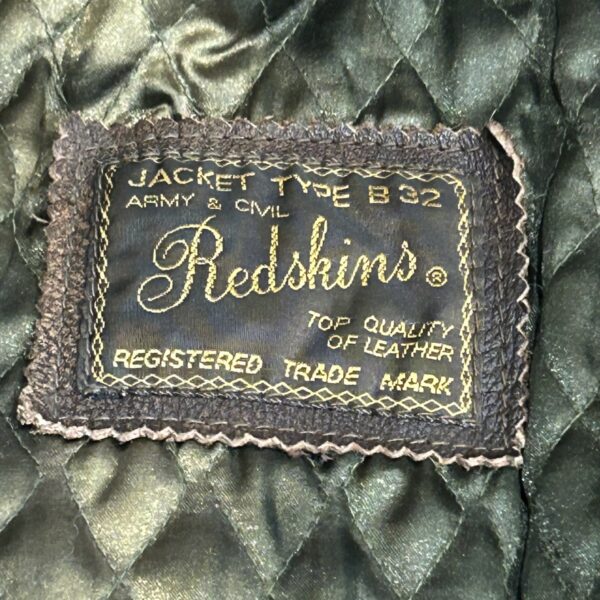 JACKET TYPE B 32
ARMY & CIVIL
Redskins ®
TOP QUALITY
OF LEATHER
REGISTERED TRADE MARK